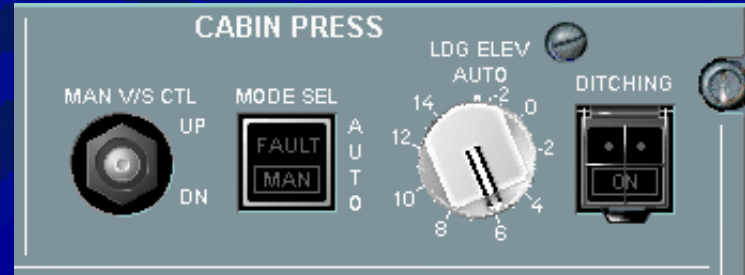 CABIN PRESS
MAN V/S CTL
UP
DN
MODE SEL
FAULT
MAN
AUTO
LDG ELEV
AUTO
-2
0
-2
4
6
8
10
12
14
DITCHING
ON